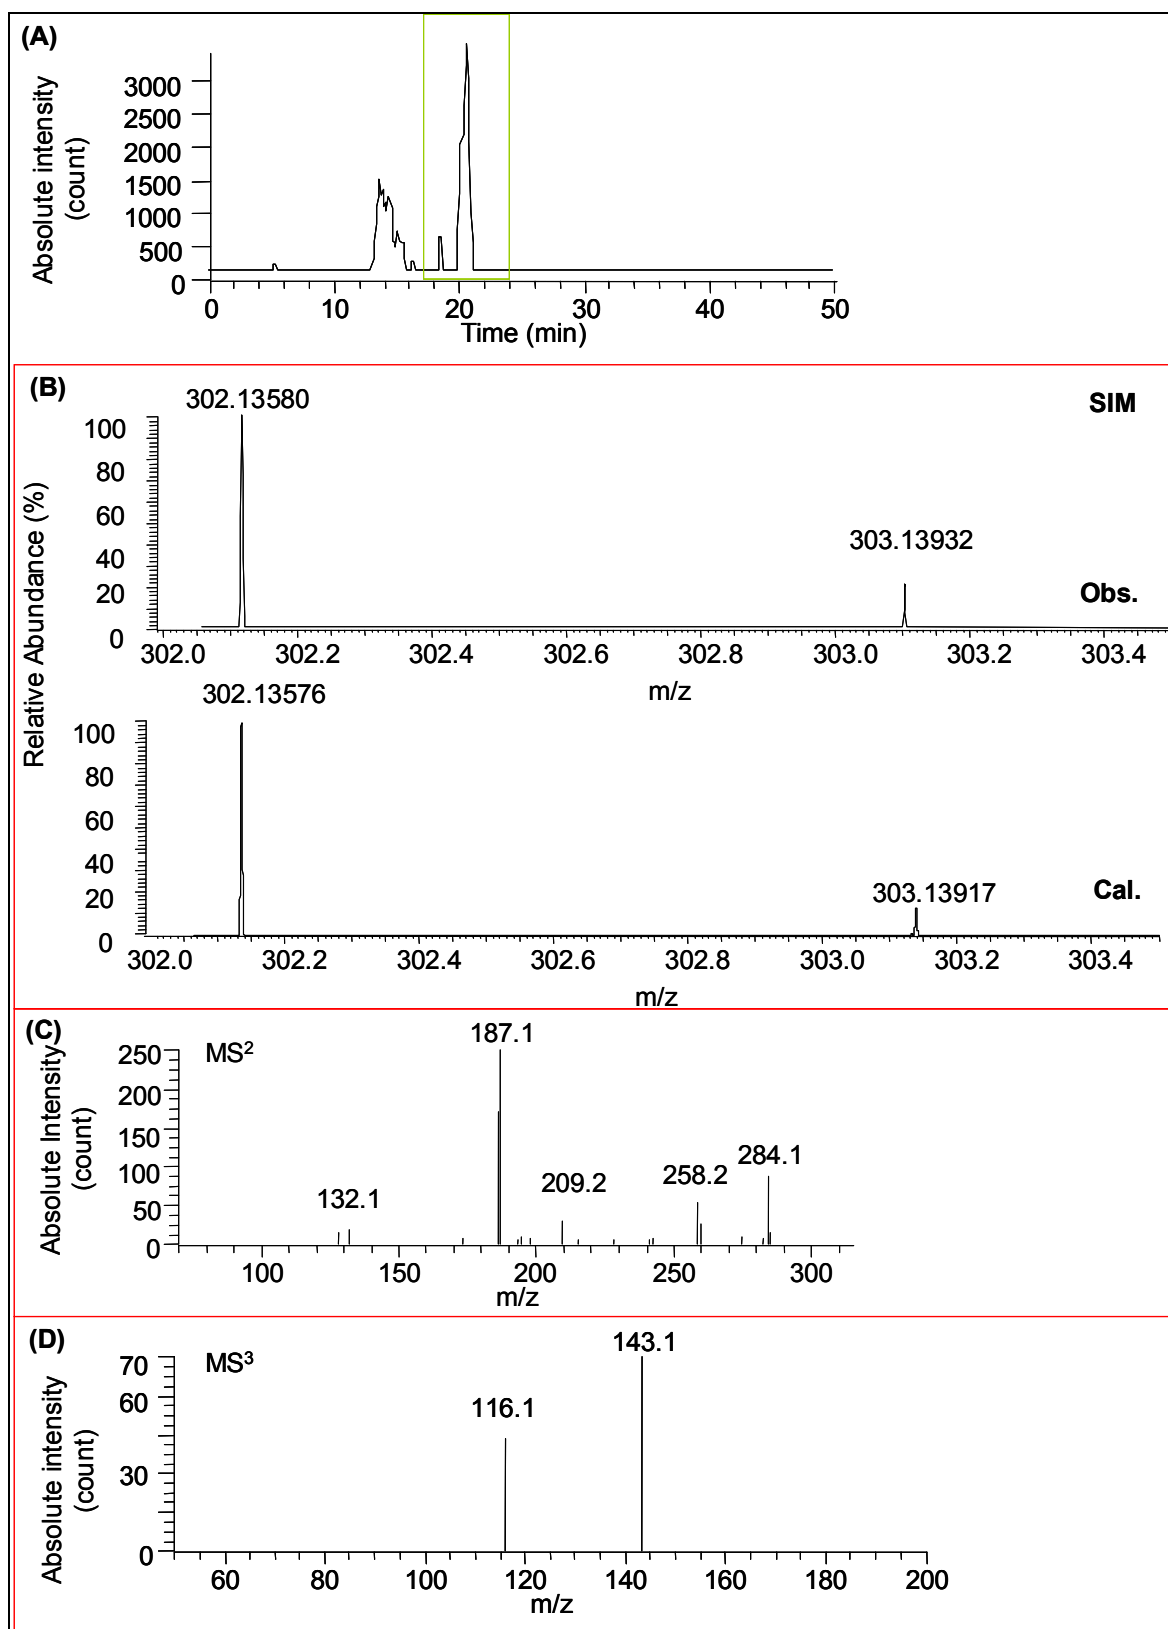 (A)
Absolute intensity
(count)
3000
2500
2000
1500
1000
500
0
0 10 20 30 40 50
Time (min)
(B)
302.13580
SIM
Relative Abundance (%)
100
80
60
40
20
0
303.13932
Obs.
302.0 302.2 302.4 302.6 302.8 303.0 303.2 303.4
m/z
302.13576
100
80
60
40
20
0
303.13917
Cal.
302.0 302.2 302.4 302.6 302.8 303.0 303.2 303.4
m/z
(C)
MS²
187.1
Absolute Intensity
(count)
250
200
150
100
50
0
132.1
209.2
258.2
284.1
100 150 200 250 300
m/z
(D)
MS³
143.1
Absolute intensity
(count)
70
60
30
0
116.1
60 80 100 120 140 160 180 200
m/z